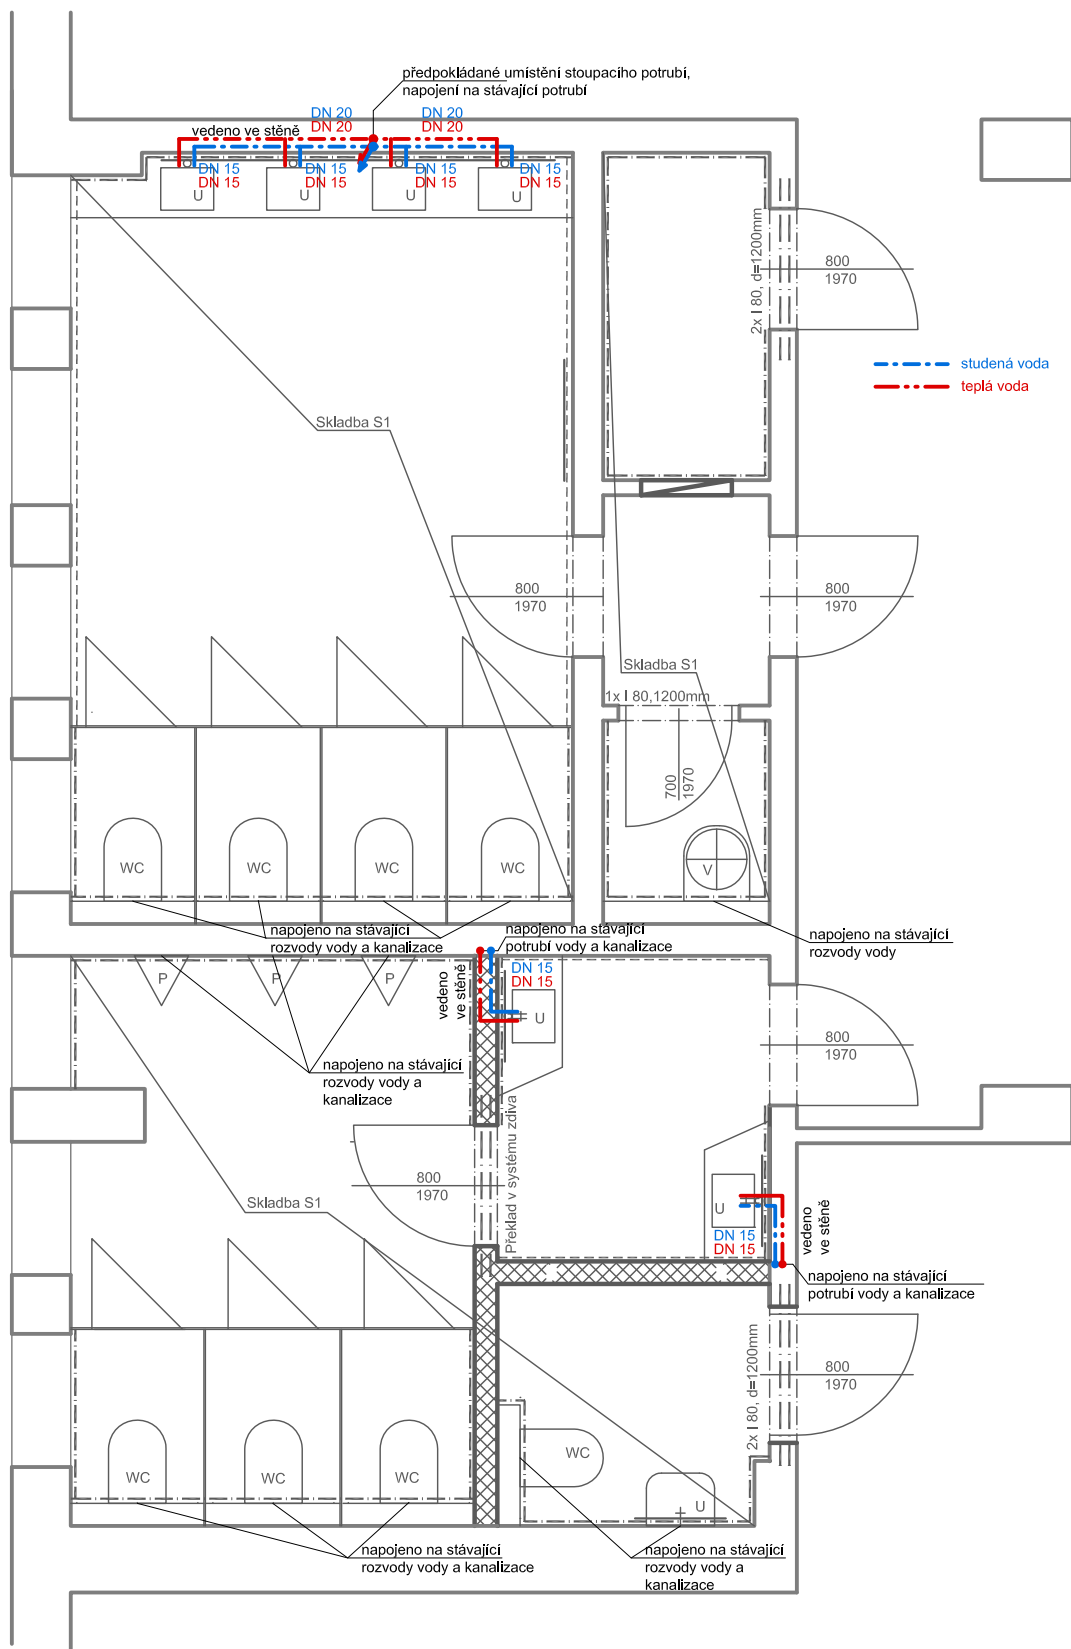 předpokládané umístění stoupacího potrubí,
napojení na stávající potrubí
DN 20
DN 20
DN 20
DN 20
vedeno ve stěně
DN 15
DN 15
DN 15
DN 15
DN 15
DN 15
DN 15
DN 15
U
U
U
U
2x I 80, d=1200mm
800
1970
studená voda
teplá voda
Skladba S1
800
1970
800
1970
Skladba S1
1x I 80,1200mm
700
1970
WC
WC
WC
WC
V
napojeno na stávající
rozvody vody a kanalizace
napojeno na stávající
potrubí vody a kanalizace
napojeno na stávající
rozvody vody
P
P
P
vedeno
ve stěně
DN 15
DN 15
U
800
1970
napojeno na stávající
rozvody vody a
kanalizace
Překlad v systému zdiva
800
1970
Skladba S1
U
DN 15
DN 15
vedeno
ve stěně
napojeno na stávající
potrubí vody a kanalizace
2x I 80, d=1200mm
800
1970
WC
WC
WC
WC
U
napojeno na stávající
rozvody vody a kanalizace
napojeno na stávající
rozvody vody a
kanalizace